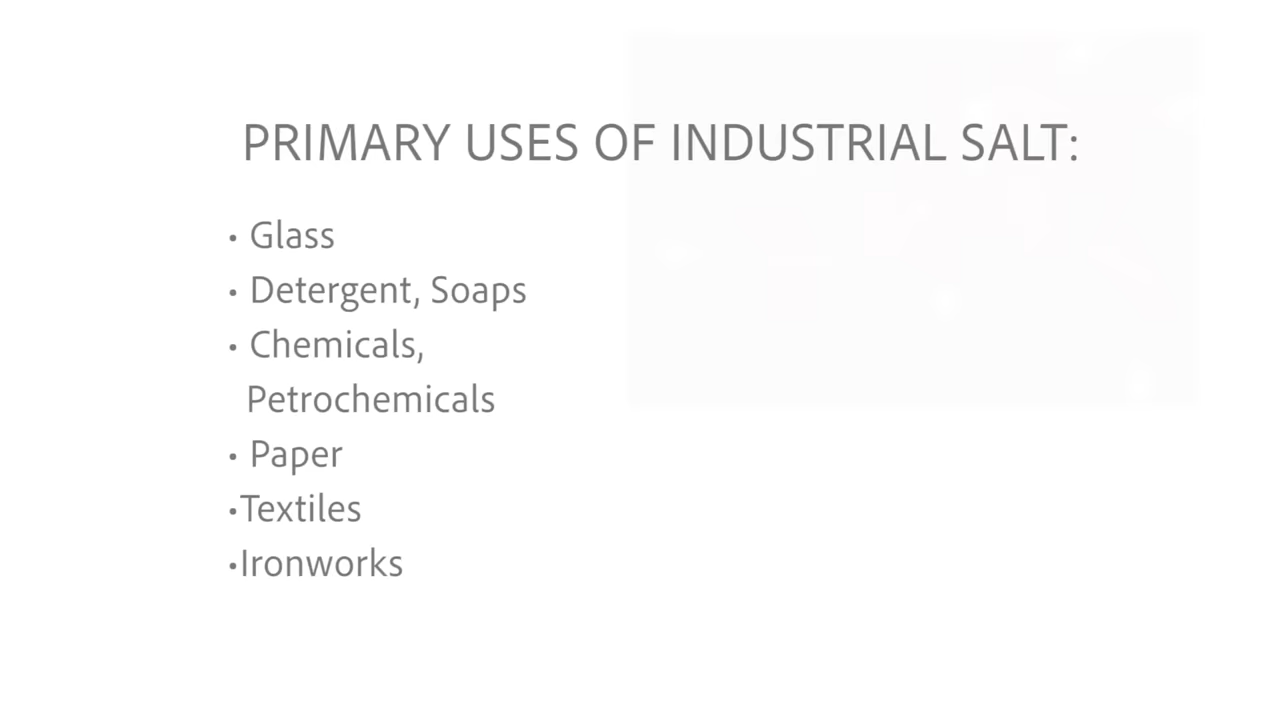 PRIMARY USES OF INDUSTRIAL SALT:
• Glass
• Detergent, Soaps
• Chemicals,
Petrochemicals
• Paper
•Textiles
•Ironworks